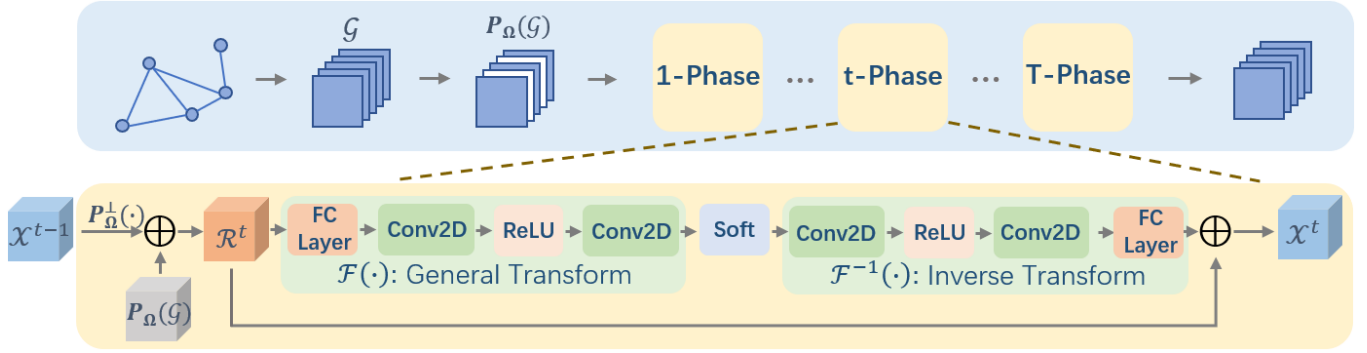 𝒢
P_Ω(𝒢)
1-Phase
...
t-Phase
...
T-Phase
𝒳^{t−1}
P_Ω^⊥(·)
ℛ^t
FC
Layer
Conv2D
ReLU
Conv2D
Soft
Conv2D
ReLU
Conv2D
FC
Layer
𝒳^t
ℱ(·): General Transform
ℱ^{−1}(·): Inverse Transform
P_Ω(𝒢)